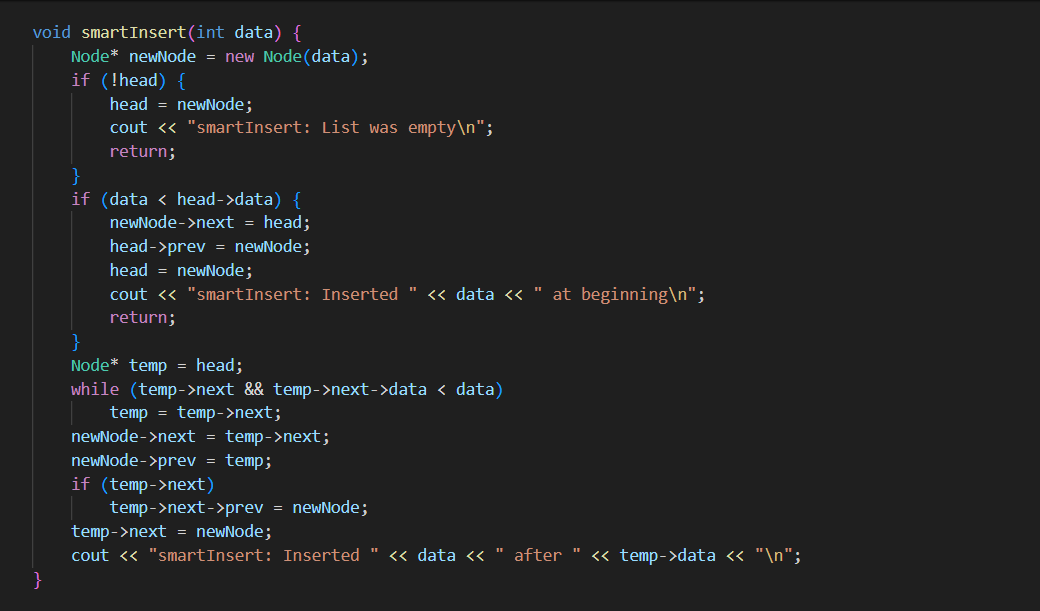 void smartInsert(int data) {
    Node* newNode = new Node(data);
    if (!head) {
        head = newNode;
        cout << "smartInsert: List was empty\n";
        return;
    }
    if (data < head->data) {
        newNode->next = head;
        head->prev = newNode;
        head = newNode;
        cout << "smartInsert: Inserted " << data << " at beginning\n";
        return;
    }
    Node* temp = head;
    while (temp->next && temp->next->data < data)
        temp = temp->next;
    newNode->next = temp->next;
    newNode->prev = temp;
    if (temp->next)
        temp->next->prev = newNode;
    temp->next = newNode;
    cout << "smartInsert: Inserted " << data << " after " << temp->data << "\n";
}